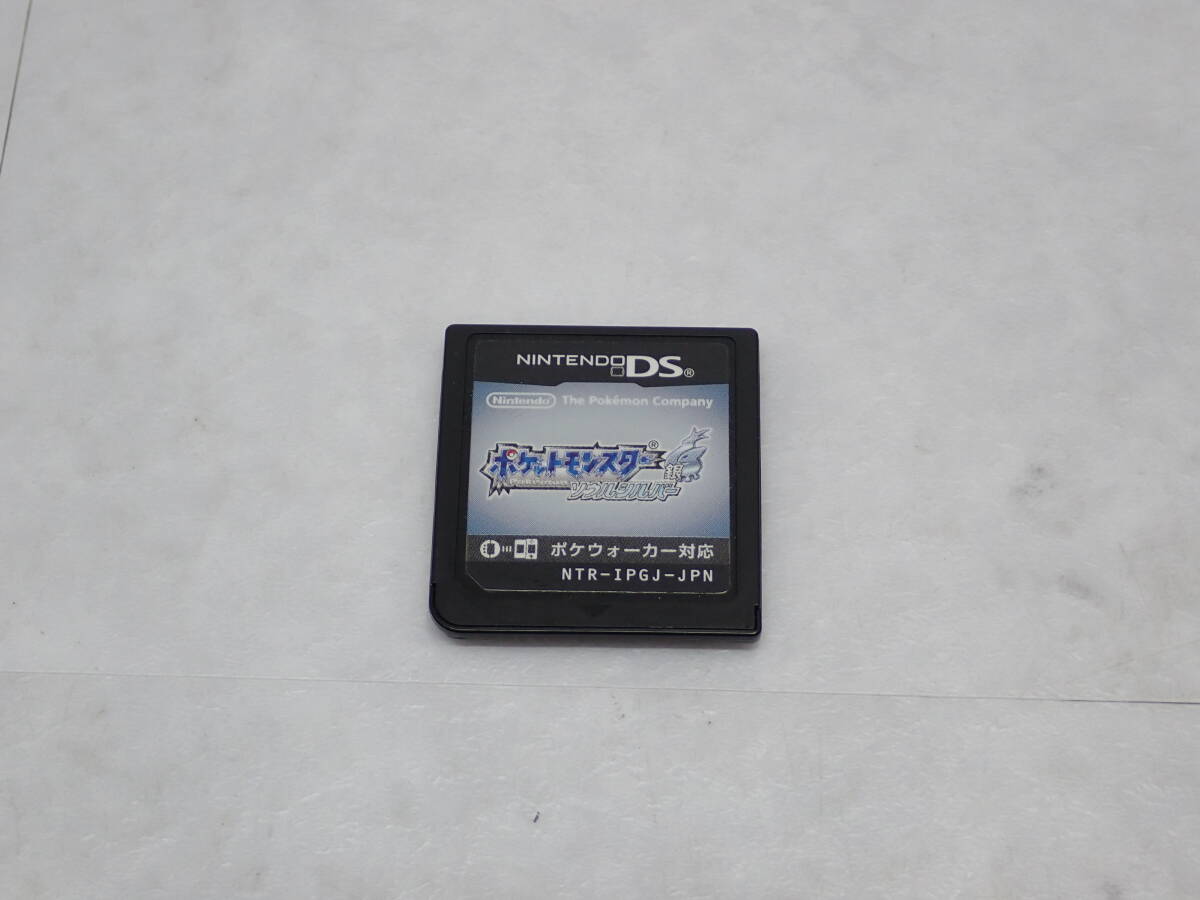 NINTENDO DS®
Nintendo The Pokémon Company
ポケットモンスター®
銀
ソウルシルバー
ポケウォーカー対応
NTR-IPGJ-JPN